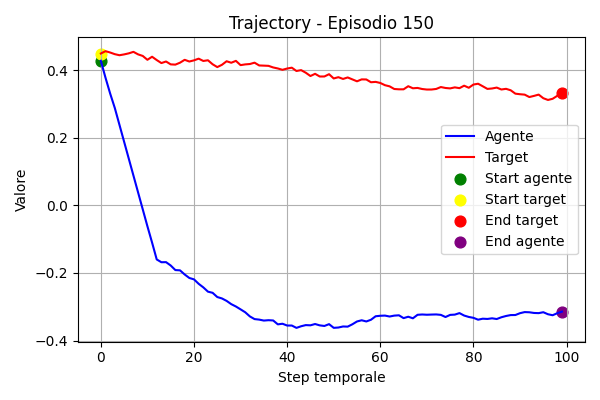 Trajectory - Episodio 150
Valore
0.4
0.2
0.0
−0.2
−0.4
Agente
Target
Start agente
Start target
End target
End agente
0
20
40
60
80
100
Step temporale